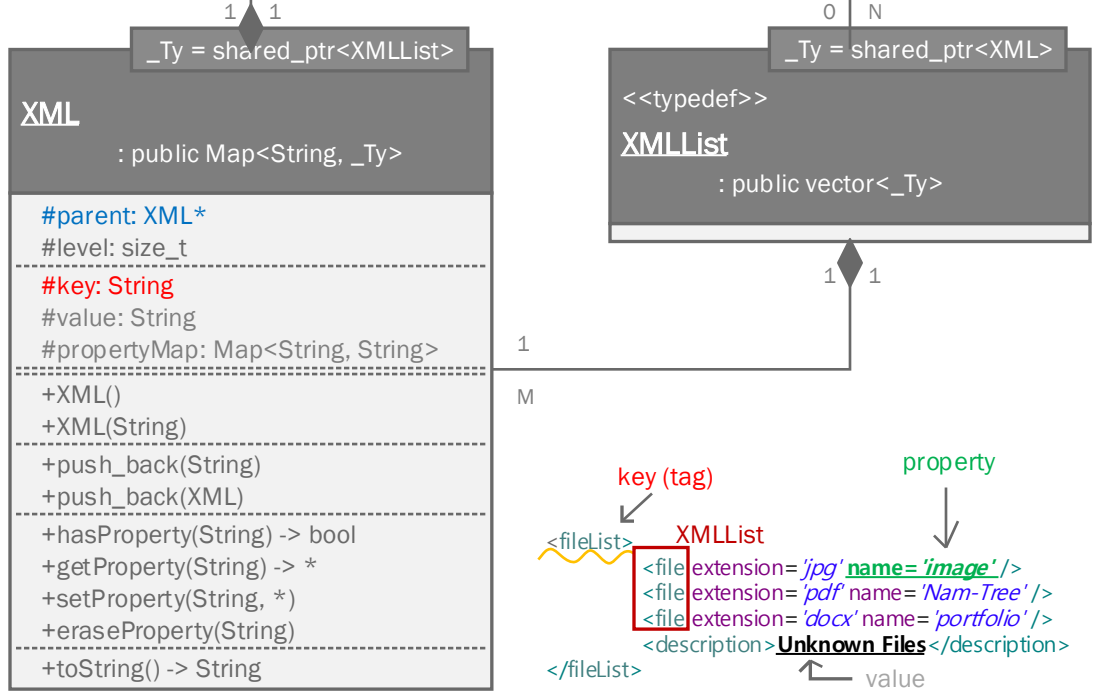 1 1
_Ty = shared_ptr<XMLList>
XML
: public Map<String, _Ty>
#parent: XML*
#level: size_t
#key: String
#value: String
#propertyMap: Map<String, String>
+XML()
+XML(String)
+push_back(String)
+push_back(XML)
+hasProperty(String) -> bool
+getProperty(String) -> *
+setProperty(String, *)
+eraseProperty(String)
+toString() -> String
0 N
_Ty = shared_ptr<XML>
<<typedef>>
XMLList
: public vector<_Ty>
1 1
1
M
key (tag)
property
<fileList>
XMLList
<file extension='jpg' name='image' />
<file extension='pdf' name='Nam-Tree' />
<file extension='docx' name='portfolio' />
<description>Unknown Files</description>
</fileList>
value